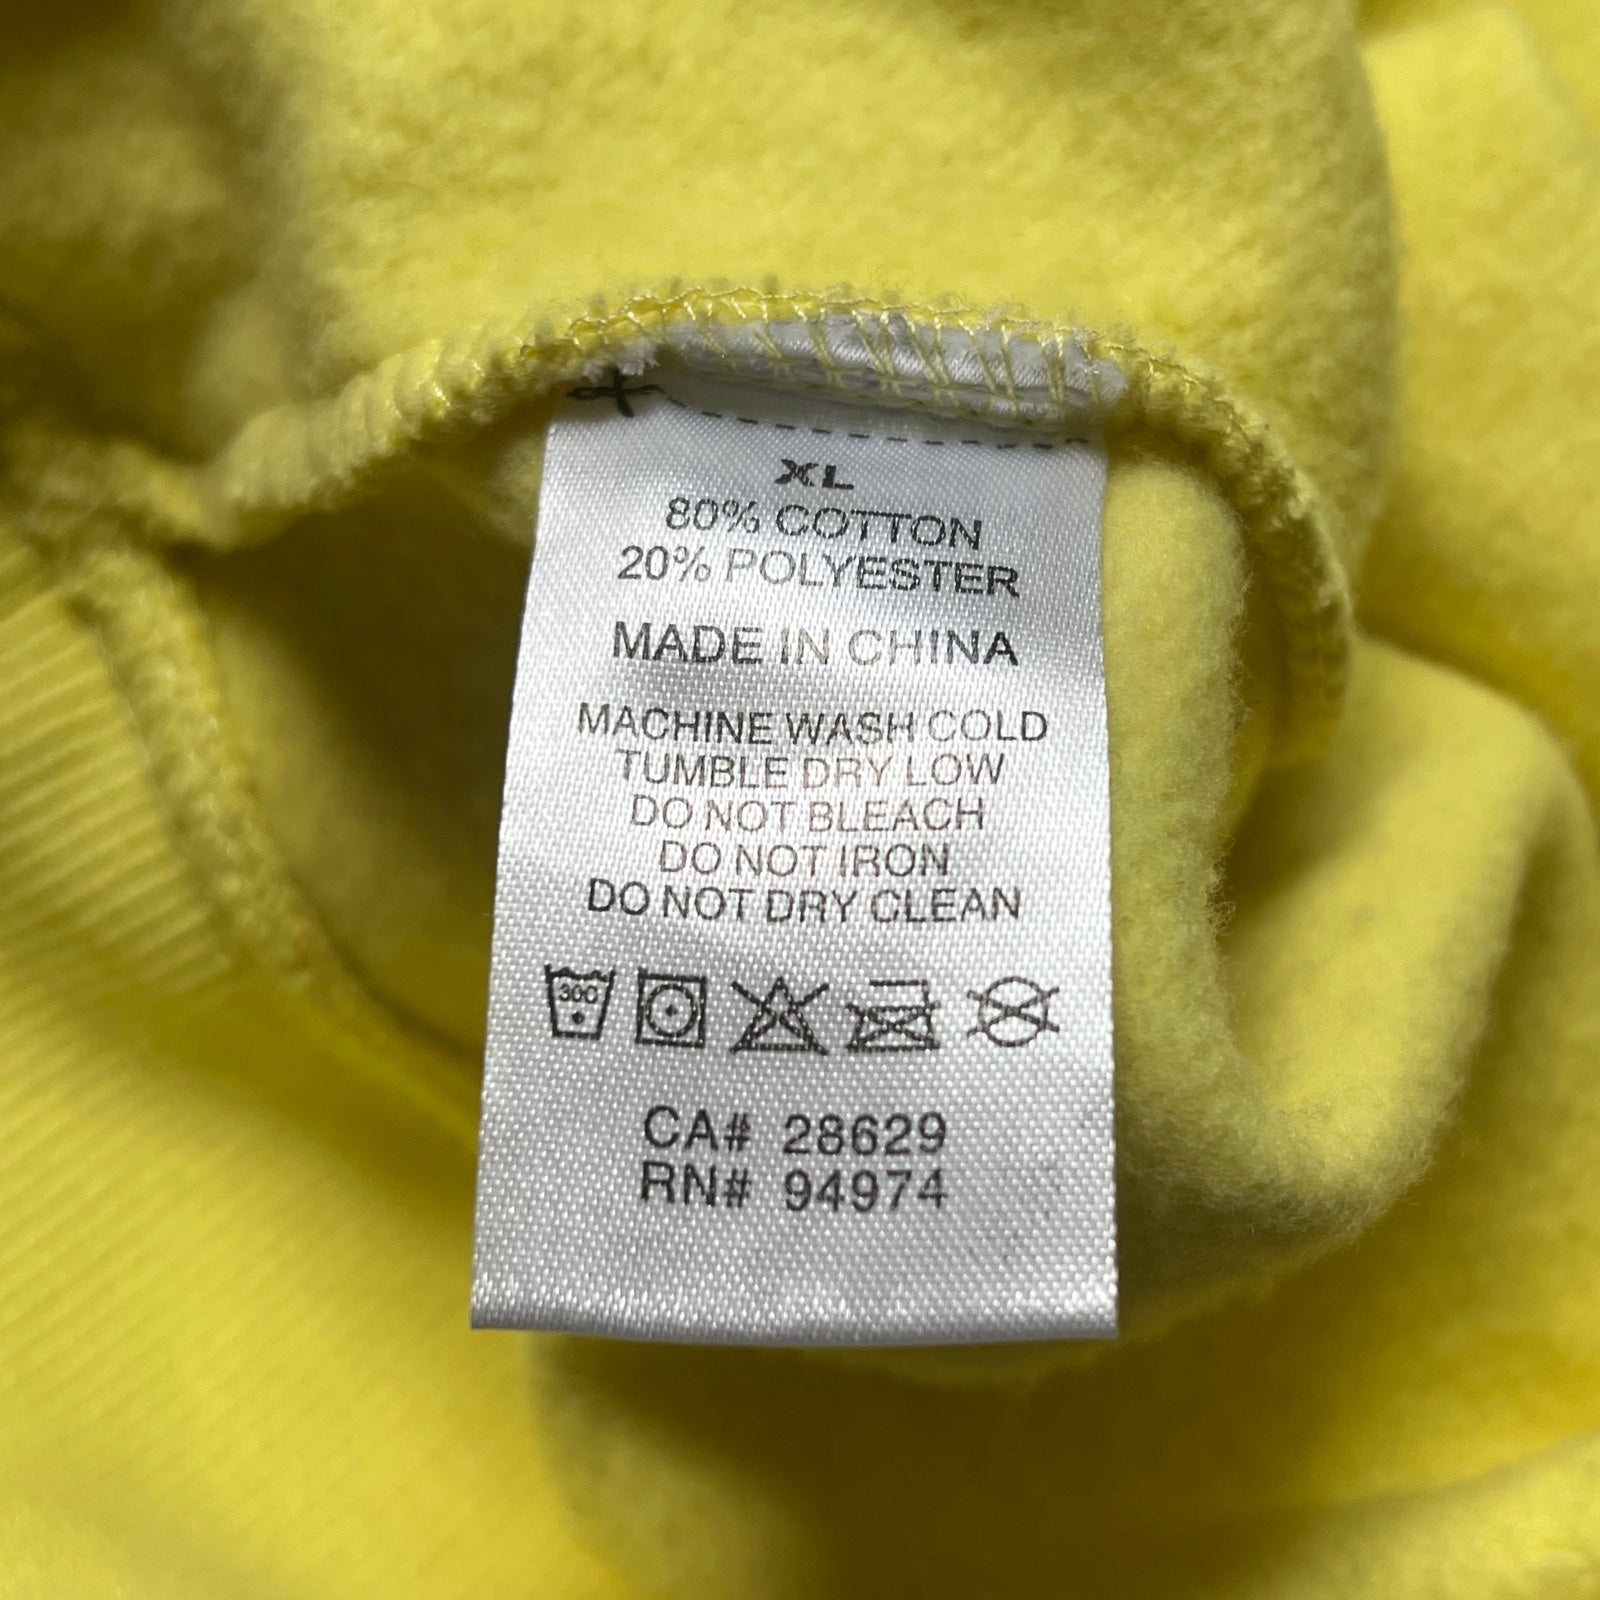 XL
80% COTTON
20% POLYESTER
MADE IN CHINA
MACHINE WASH COLD
TUMBLE DRY LOW
DO NOT BLEACH
DO NOT IRON
DO NOT DRY CLEAN
30C
CA# 28629
RN# 94974